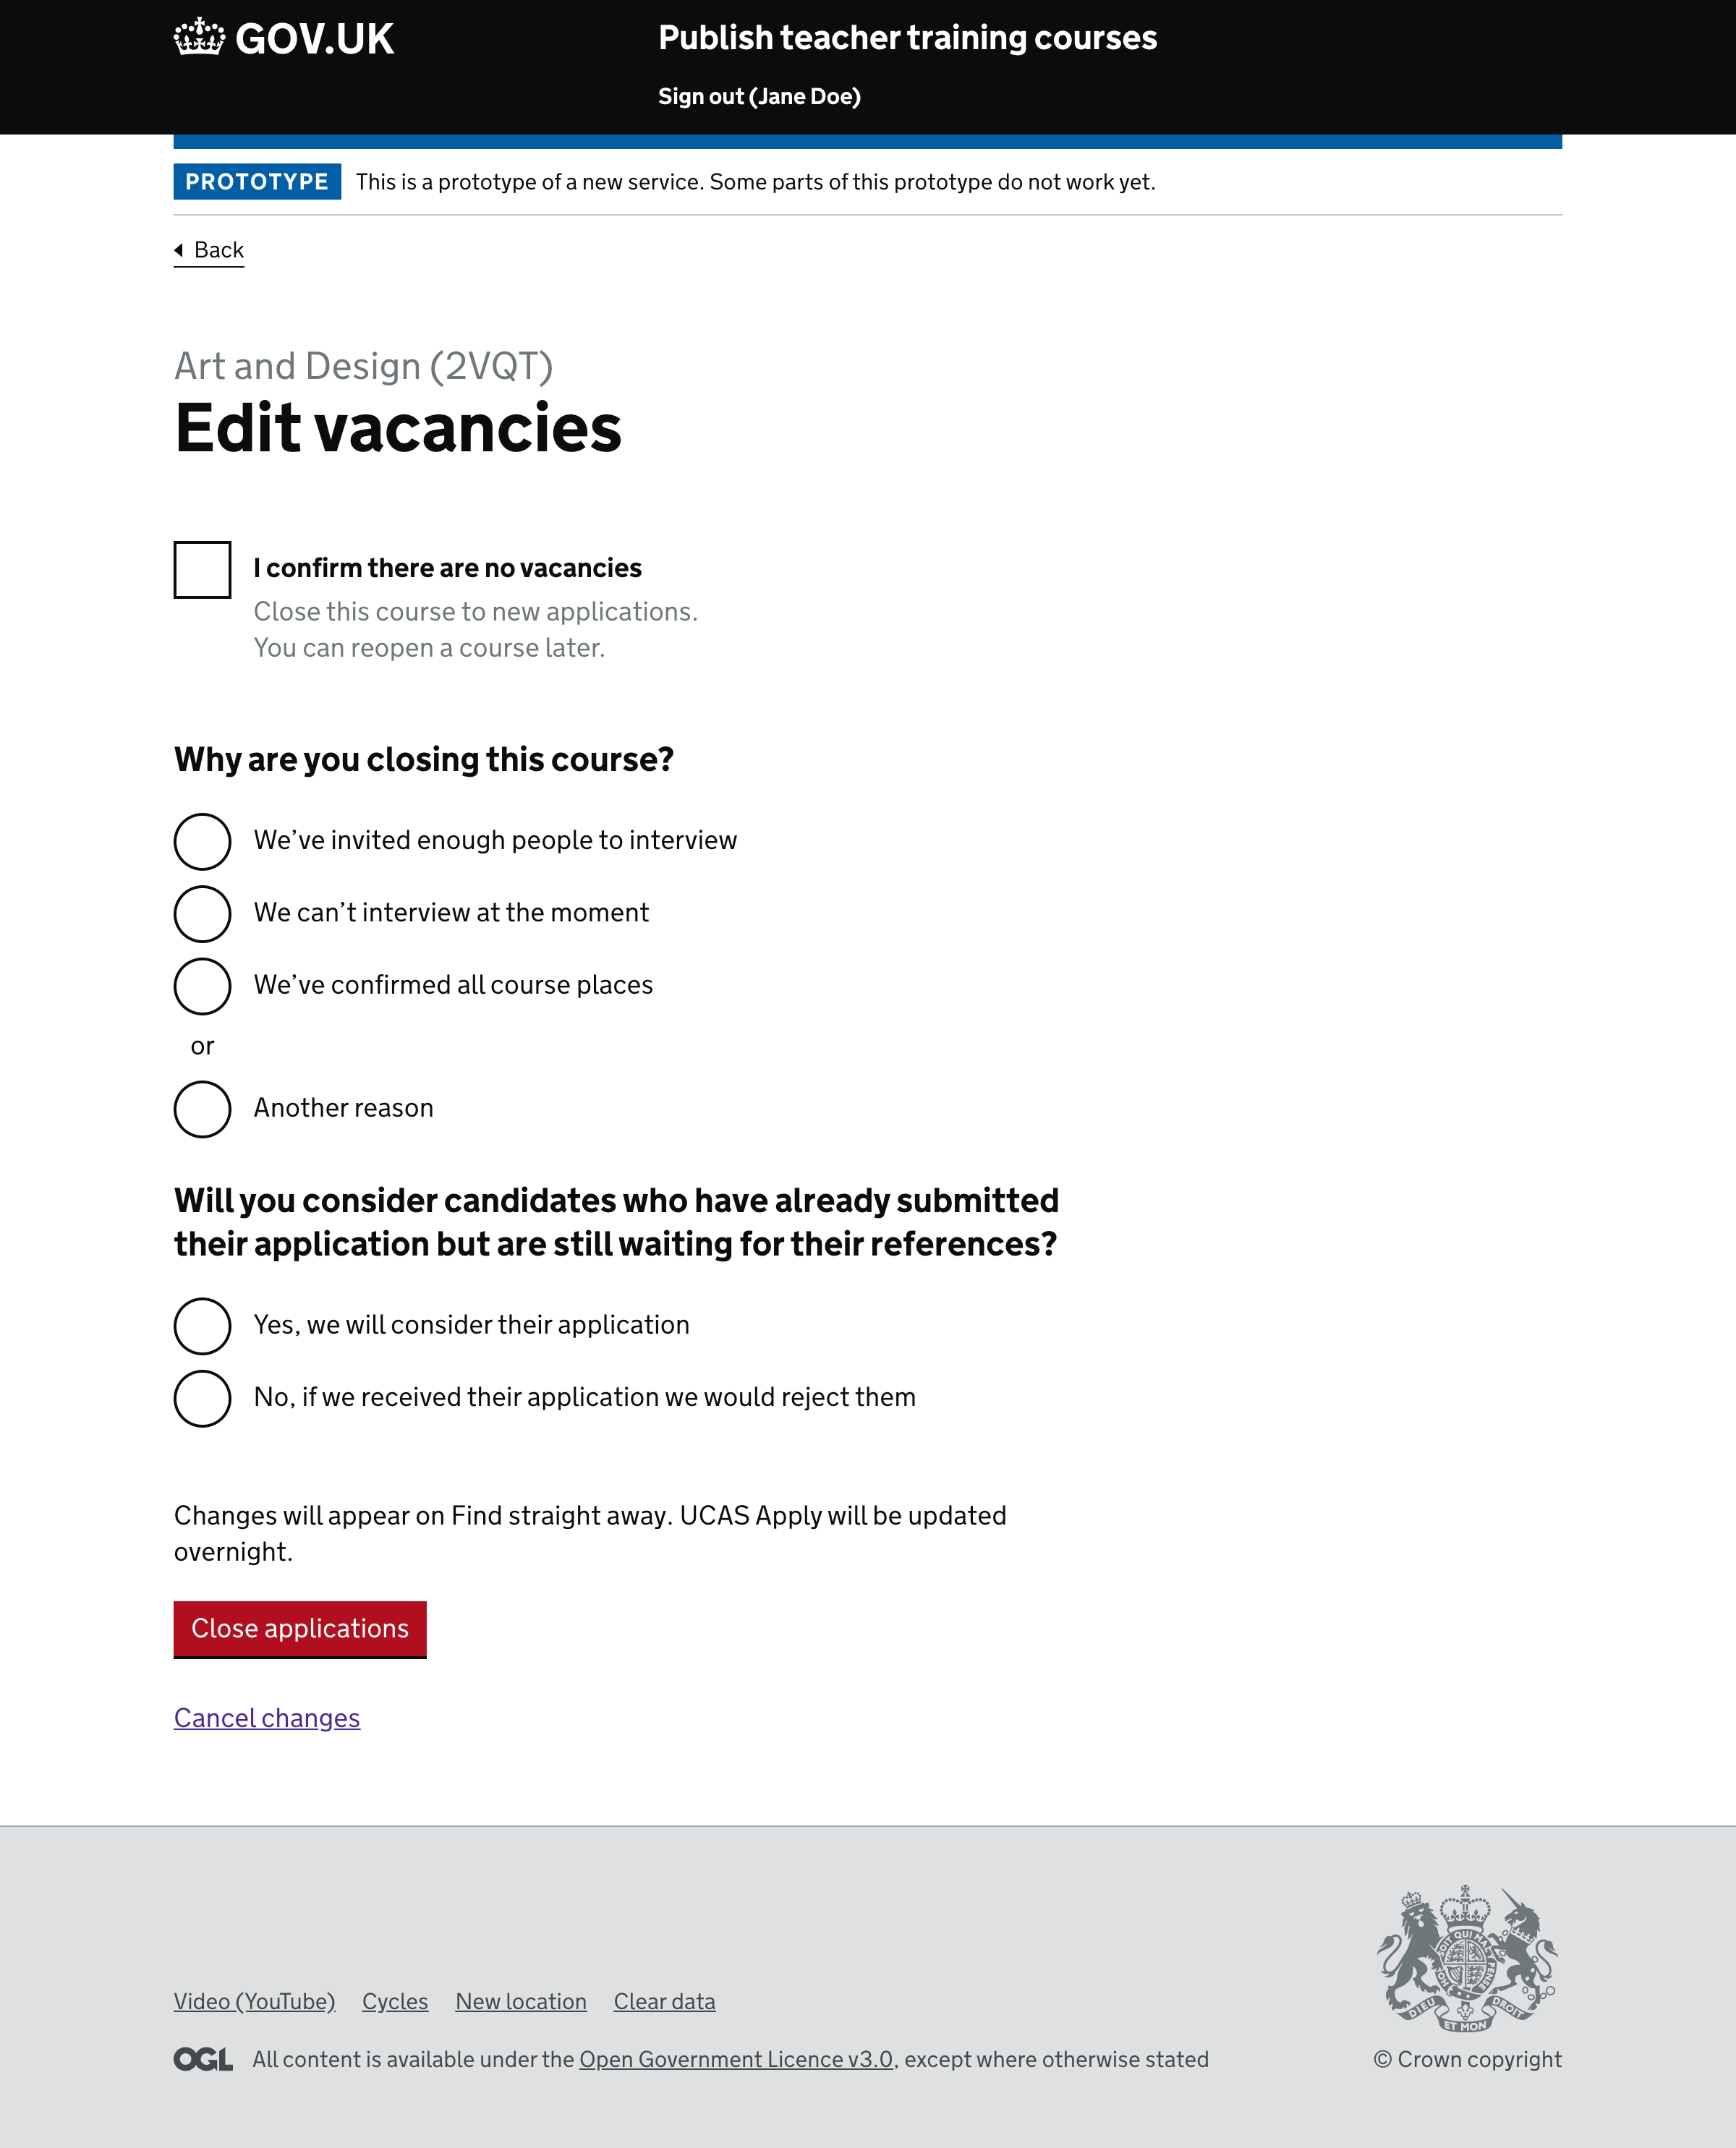 GOV.UK
Publish teacher training courses
Sign out (Jane Doe)
PROTOTYPE This is a prototype of a new service. Some parts of this prototype do not work yet.
Back
Art and Design (2VQT)
Edit vacancies
I confirm there are no vacancies
Close this course to new applications.
You can reopen a course later.
Why are you closing this course?
We’ve invited enough people to interview
We can’t interview at the moment
We’ve confirmed all course places
or
Another reason
Will you consider candidates who have already submitted
their application but are still waiting for their references?
Yes, we will consider their application
No, if we received their application we would reject them
Changes will appear on Find straight away. UCAS Apply will be updated
overnight.
Close applications
Cancel changes
DIEU ET MON DROIT
Video (YouTube) Cycles New location Clear data
OGL All content is available under the Open Government Licence v3.0, except where otherwise stated
© Crown copyright